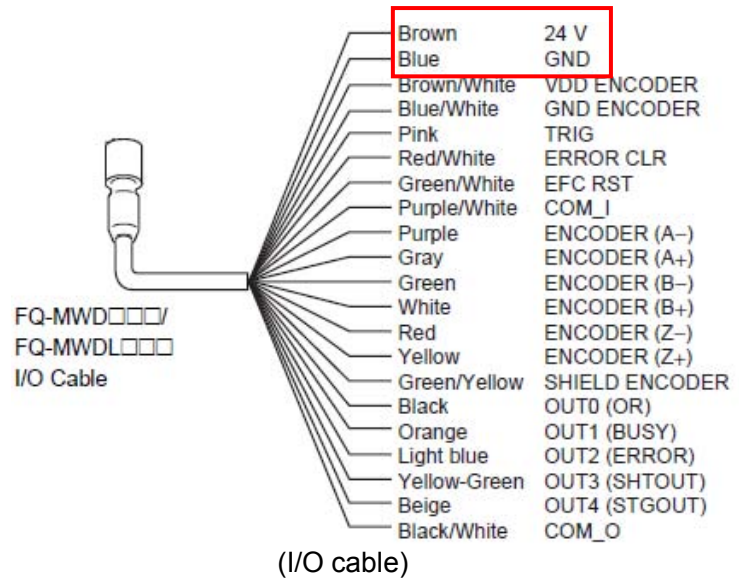 Brown 24 V
Blue GND
Brown/White VDD ENCODER
Blue/White GND ENCODER
Pink TRIG
Red/White ERROR CLR
Green/White EFC RST
Purple/White COM_I
Purple ENCODER (A−)
Gray ENCODER (A+)
Green ENCODER (B−)
White ENCODER (B+)
Red ENCODER (Z−)
Yellow ENCODER (Z+)
Green/Yellow SHIELD ENCODER
Black OUT0 (OR)
Orange OUT1 (BUSY)
Light blue OUT2 (ERROR)
Yellow-Green OUT3 (SHTOUT)
Beige OUT4 (STGOUT)
Black/White COM_O
FQ-MWD□□□/
FQ-MWDL□□□
I/O Cable
(I/O cable)